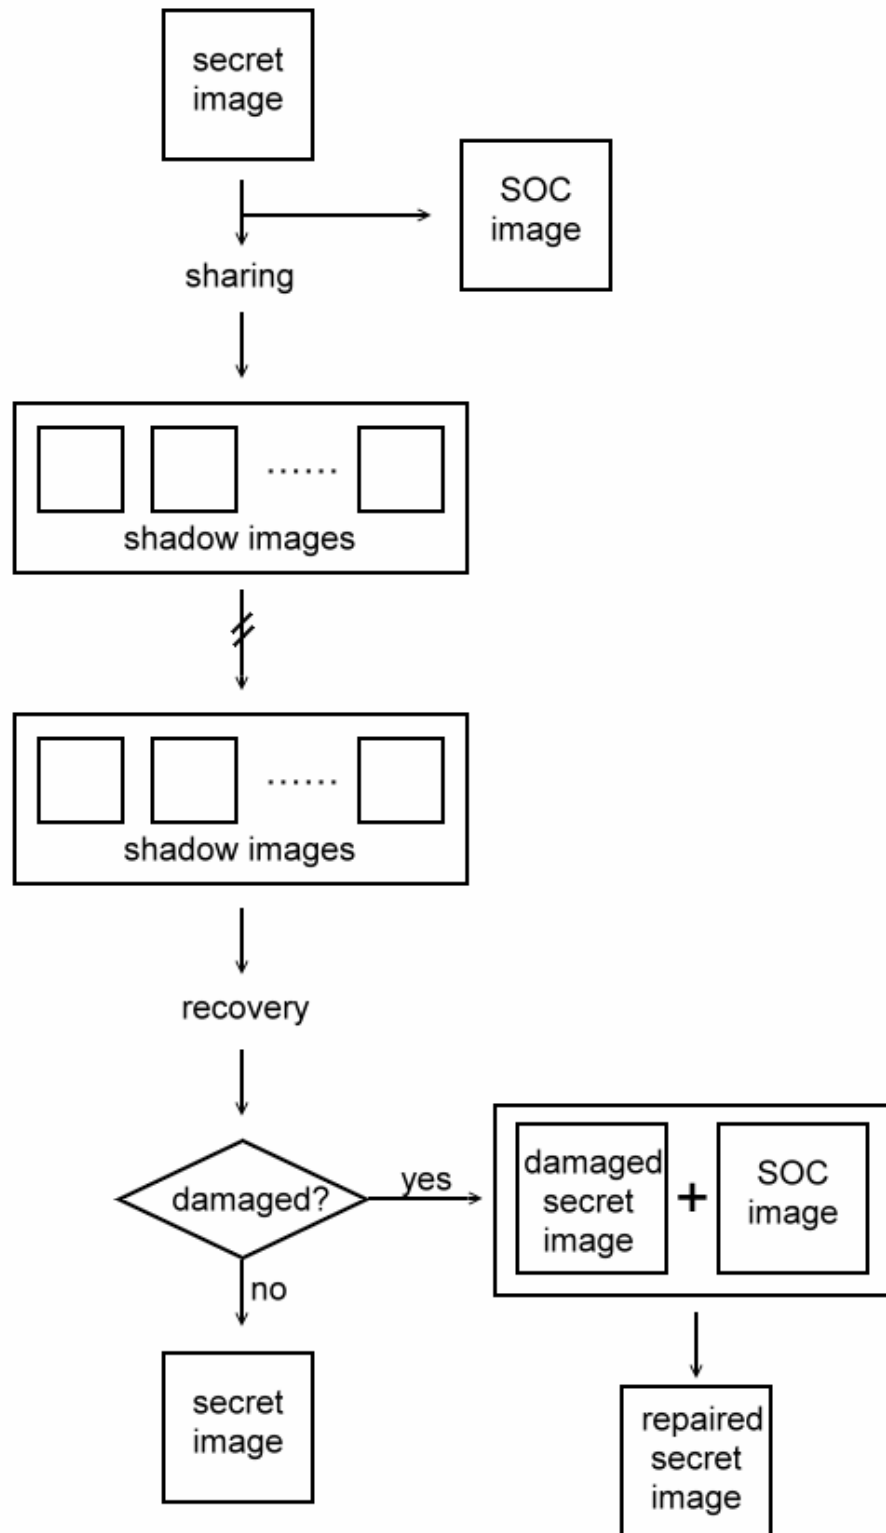 secret
image
SOC
image
sharing
......
shadow images
......
shadow images
recovery
damaged?
yes
no
damaged
secret
image
+
SOC
image
secret
image
repaired
secret
image